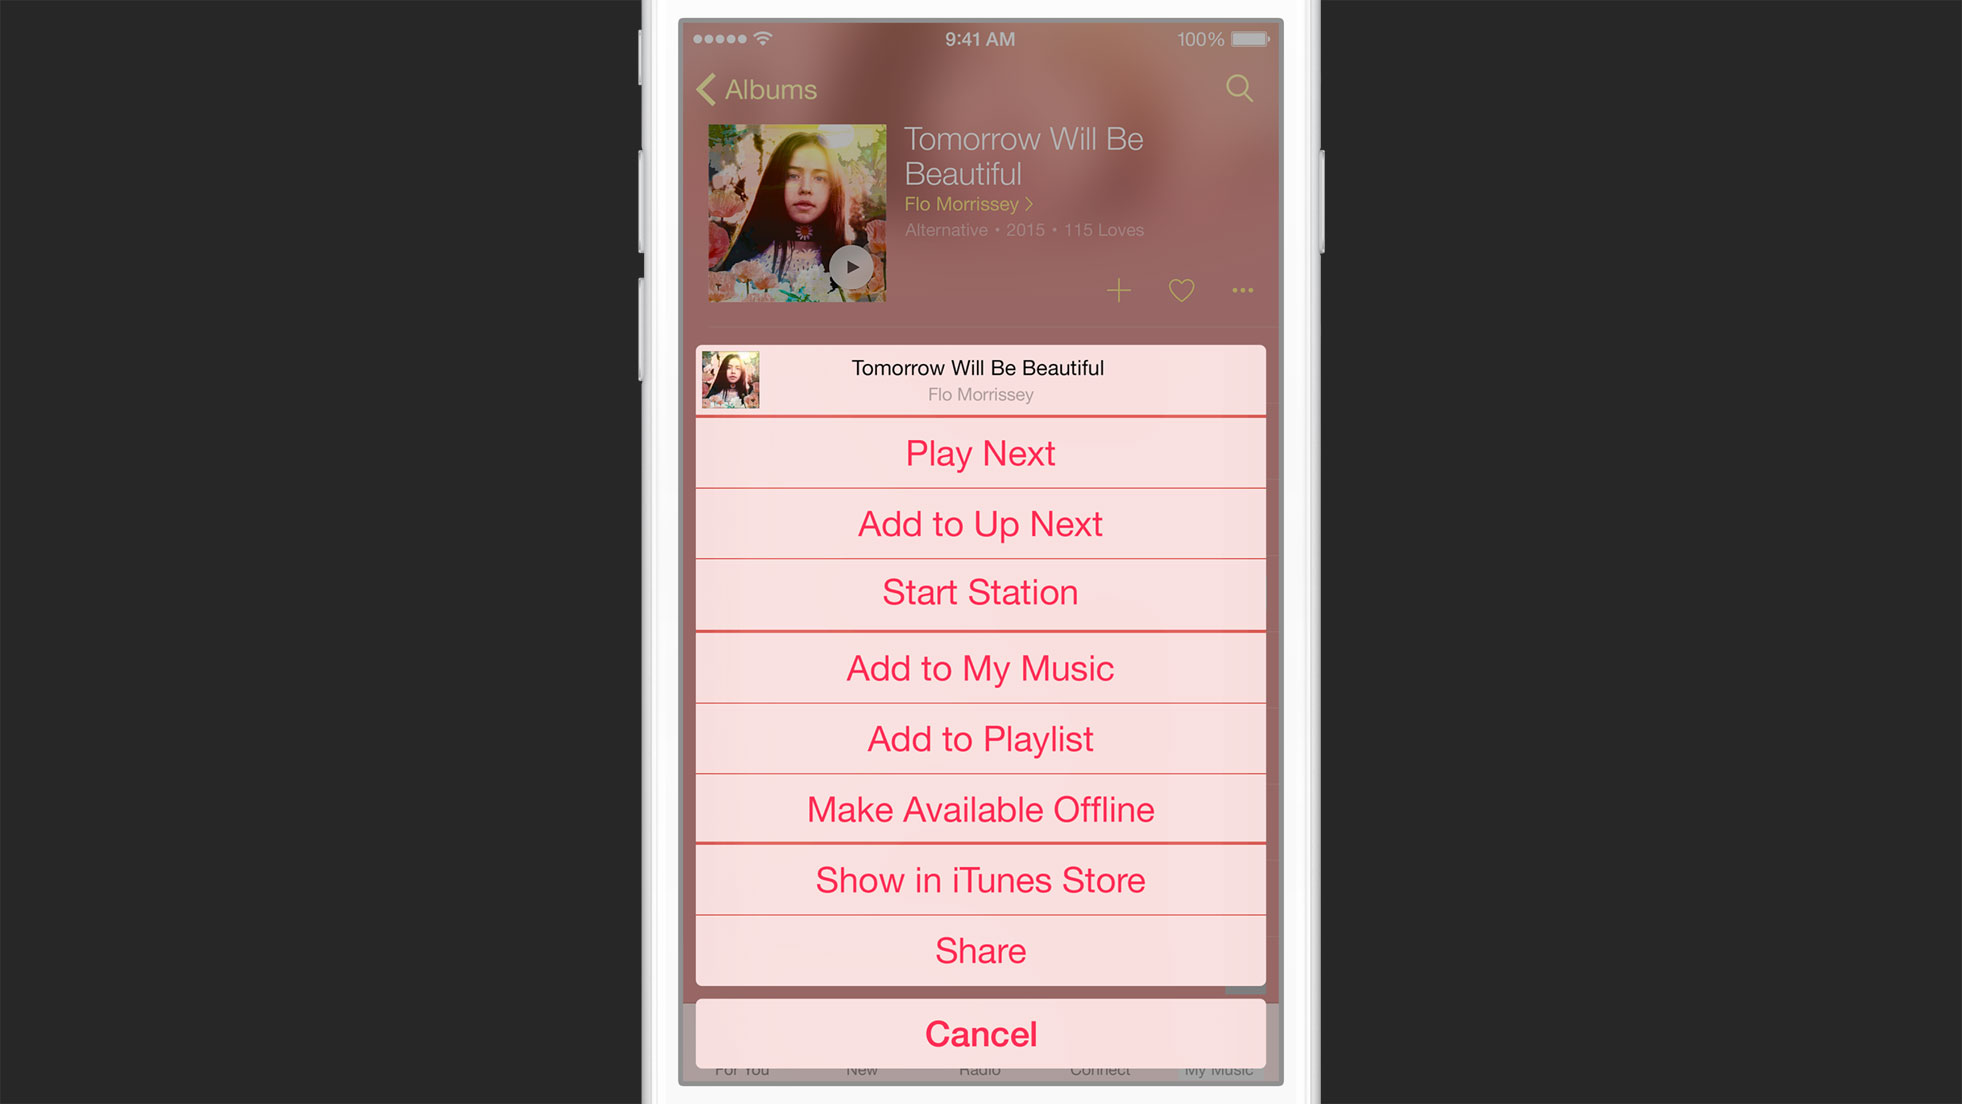 9:41 AM
100%
Albums
Tomorrow Will Be
Beautiful
Flo Morrissey >
Alternative • 2015 • 115 Loves
Tomorrow Will Be Beautiful
Flo Morrissey
Play Next
Add to Up Next
Start Station
Add to My Music
Add to Playlist
Make Available Offline
Show in iTunes Store
Share
Cancel
For You
New
Radio
Connect
My Music